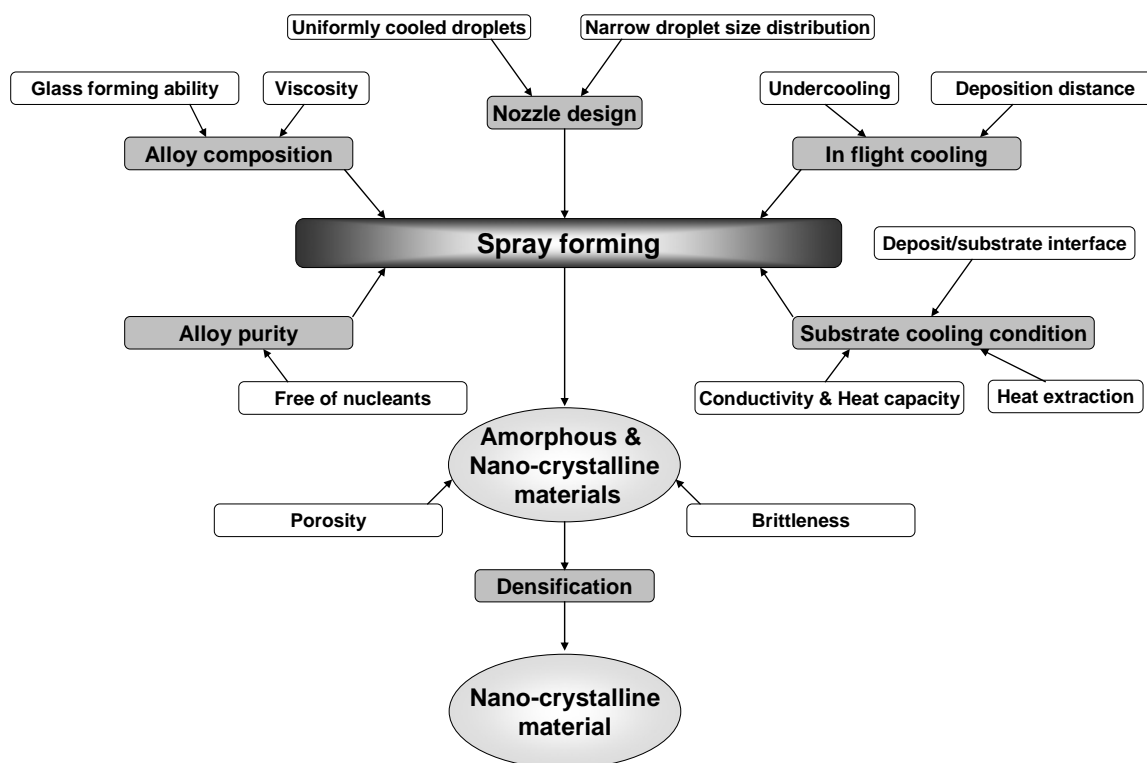 Uniformly cooled droplets
Narrow droplet size distribution
Glass forming ability
Viscosity
Undercooling
Deposition distance
Nozzle design
Alloy composition
In flight cooling
Spray forming
Deposit/substrate interface
Alloy purity
Substrate cooling condition
Free of nucleants
Conductivity & Heat capacity
Heat extraction
Amorphous &
Nano-crystalline
materials
Porosity
Brittleness
Densification
Nano-crystalline
material